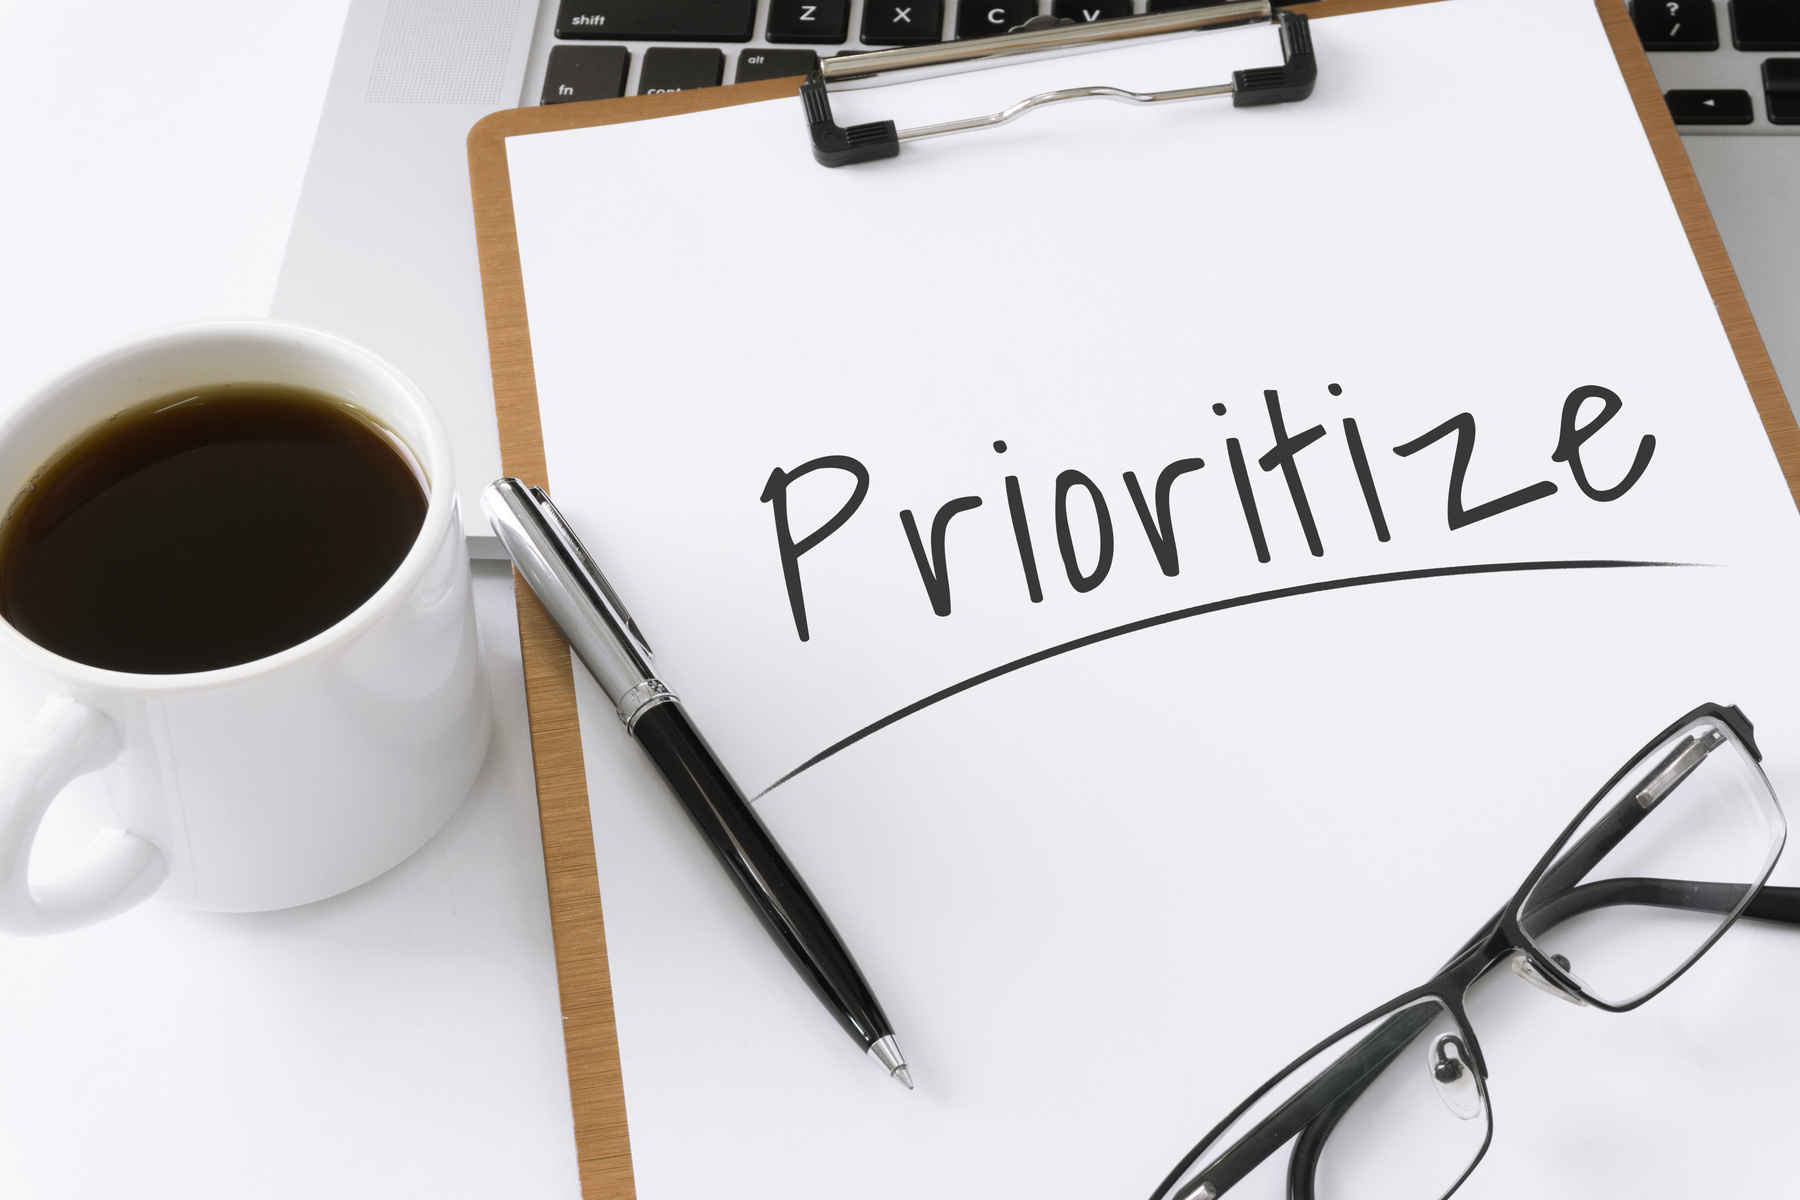 shift Z X C V ?
/
alt
fn
Prioritize